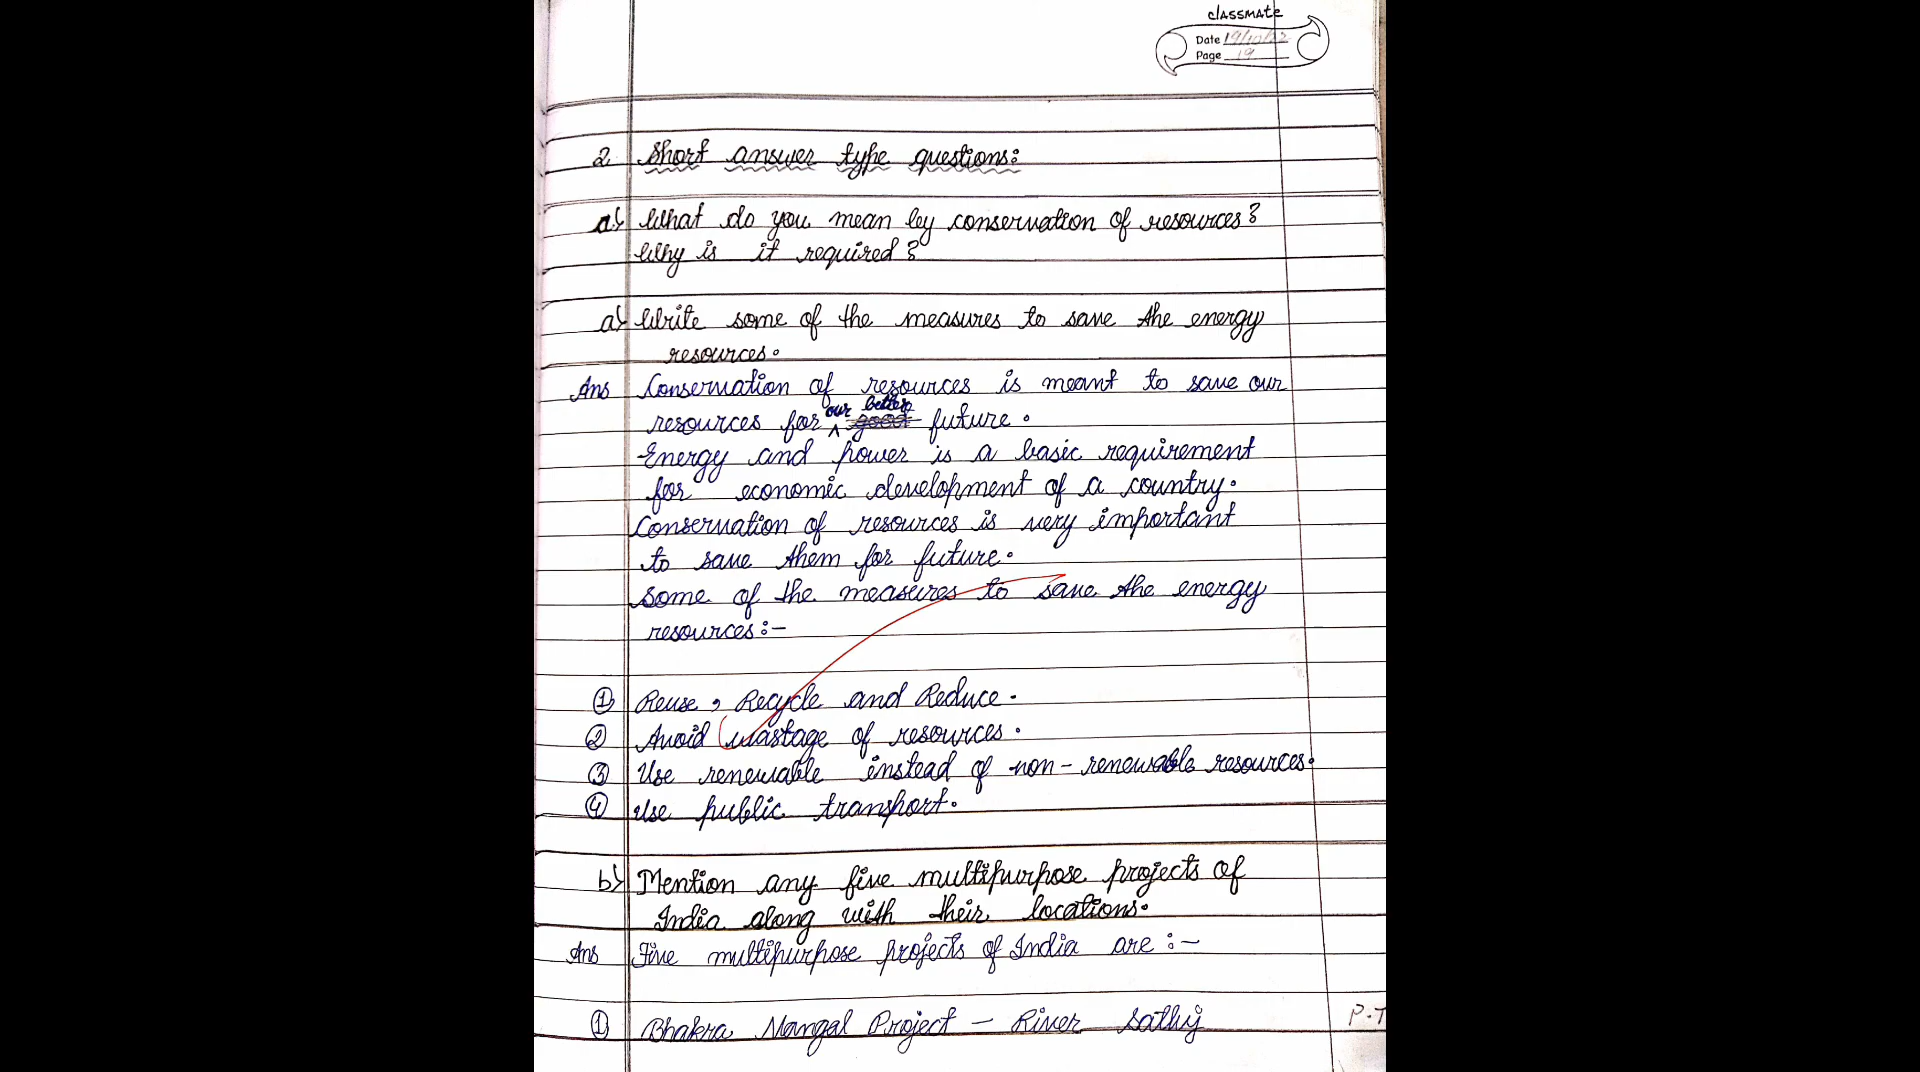 classmate
Date 19/10/22
Page 19
2 Short answer type questions:
a) What do you mean by conservation of resources?
Why is it required?
a) Write some of the measures to save the energy
resources.
Ans Conservation of resources is meant to save our
resources for our better good future.
Energy and power is a basic requirement
for economic development of a country.
Conservation of resources is very important
to save them for future.
Some of the measures to save the energy
resources:-
① Reuse, Recycle and Reduce.
② Avoid wastage of resources.
③ Use renewable instead of non-renewable resources.
④ Use public transport.
b) Mention any five multipurpose projects of
India along with their locations.
Ans Five multipurpose projects of India are :-
① Bhakra Nangal Project - River Satluj
P.T